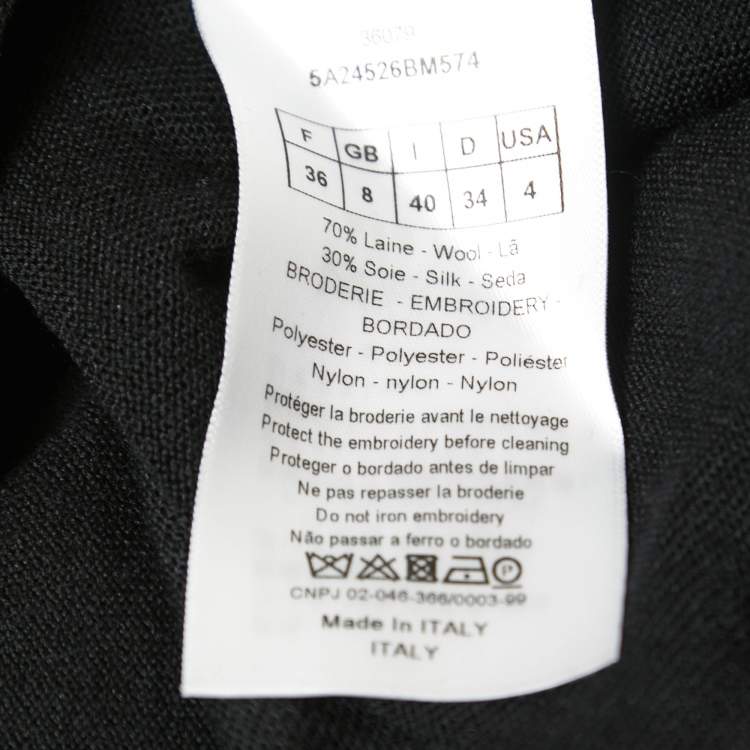 36079
5A24526BM574
F GB I D USA
36 8 40 34 4
70% Laine - Wool - Lã
30% Soie - Silk - Seda
BRODERIE - EMBROIDERY -
BORDADO
Polyester - Polyester - Poliéster
Nylon - nylon - Nylon
Protéger la broderie avant le nettoyage
Protect the embroidery before cleaning
Proteger o bordado antes de limpar
Ne pas repasser la broderie
Do not iron embroidery
Não passar a ferro o bordado
P
CNPJ 02-046-366/0003-99
Made In ITALY
ITALY